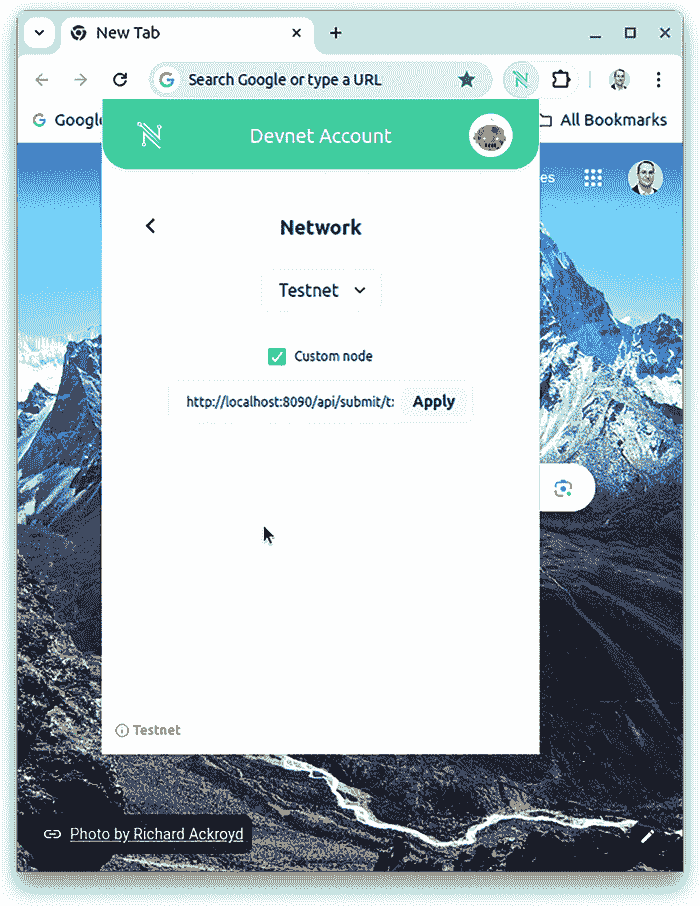 New Tab
Search Google or type a URL
Google
All Bookmarks
Devnet Account
es
Network
Testnet
Custom node
http://localhost:8090/api/submit/t:
Apply
Testnet
Photo by Richard Ackroyd